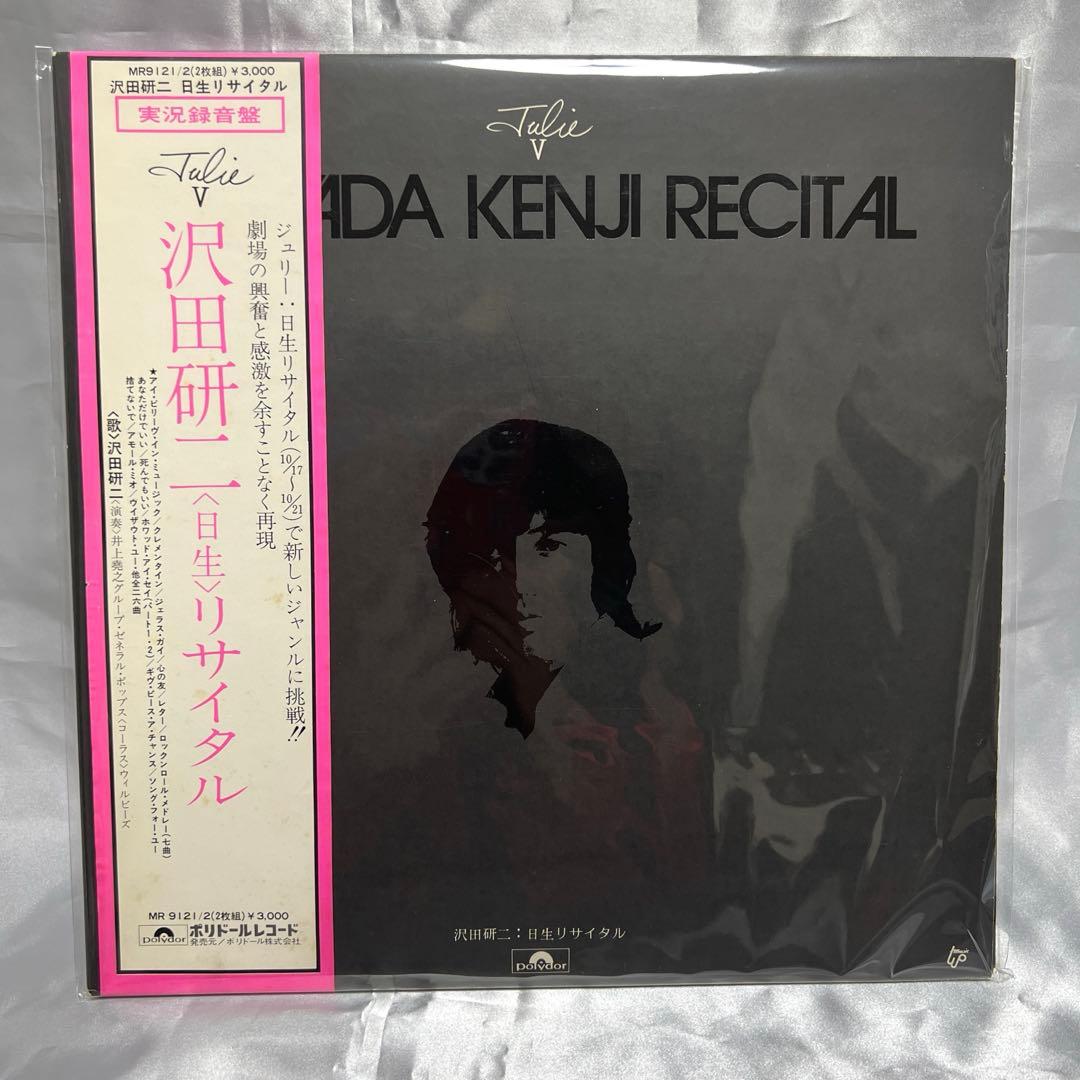 MR9121/2(2枚組)¥3,000
沢田研二 日生リサイタル
実況録音盤
Julie
V
ジュリー：日生リサイタル(10/17〜10/21)で新しいジャンルに挑戦!!
劇場の興奮と感激を余すことなく再現
沢田研二〈日生〉リサイタル
★アイ・ビリーヴ・イン・ミュージック/クレメンタイン/ジェラス・ガイ/心の友/レター/ロックンロール・メドレー(七曲)
あなただけでいい/死んでもいい/ホワッド・アイ・セイ(パート1・2)/ギヴ・ピース・ア・チャンス/ソング・フォー・ユー
捨てないで/アモール・ミオ/ウイザウト・ユー・他全二六曲
〈歌〉沢田研二〈演奏〉井上堯之グループ・ゼネラル・ポップス〈コーラス〉ウィルビーズ
MR 9121/2(2枚組)¥3,000
polydor
ポリドールレコード
発売元/ポリドール株式会社
Julie
V
ADA KENJI RECITAL
沢田研二：日生リサイタル
polydor